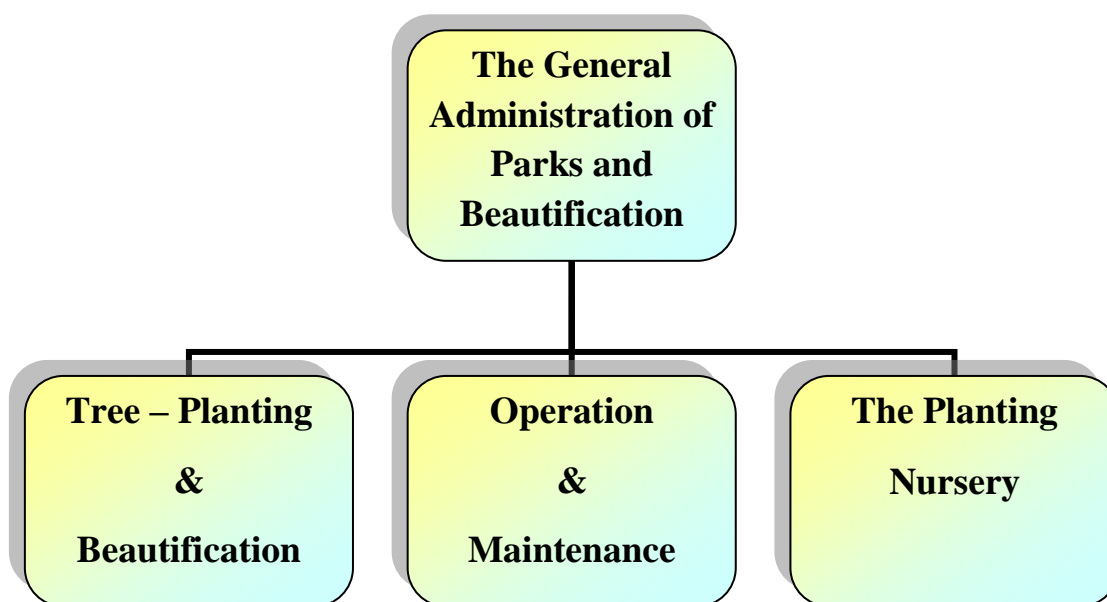 The General
Administration of
Parks and
Beautification
Tree – Planting
&
Beautification
Operation
&
Maintenance
The Planting
Nursery